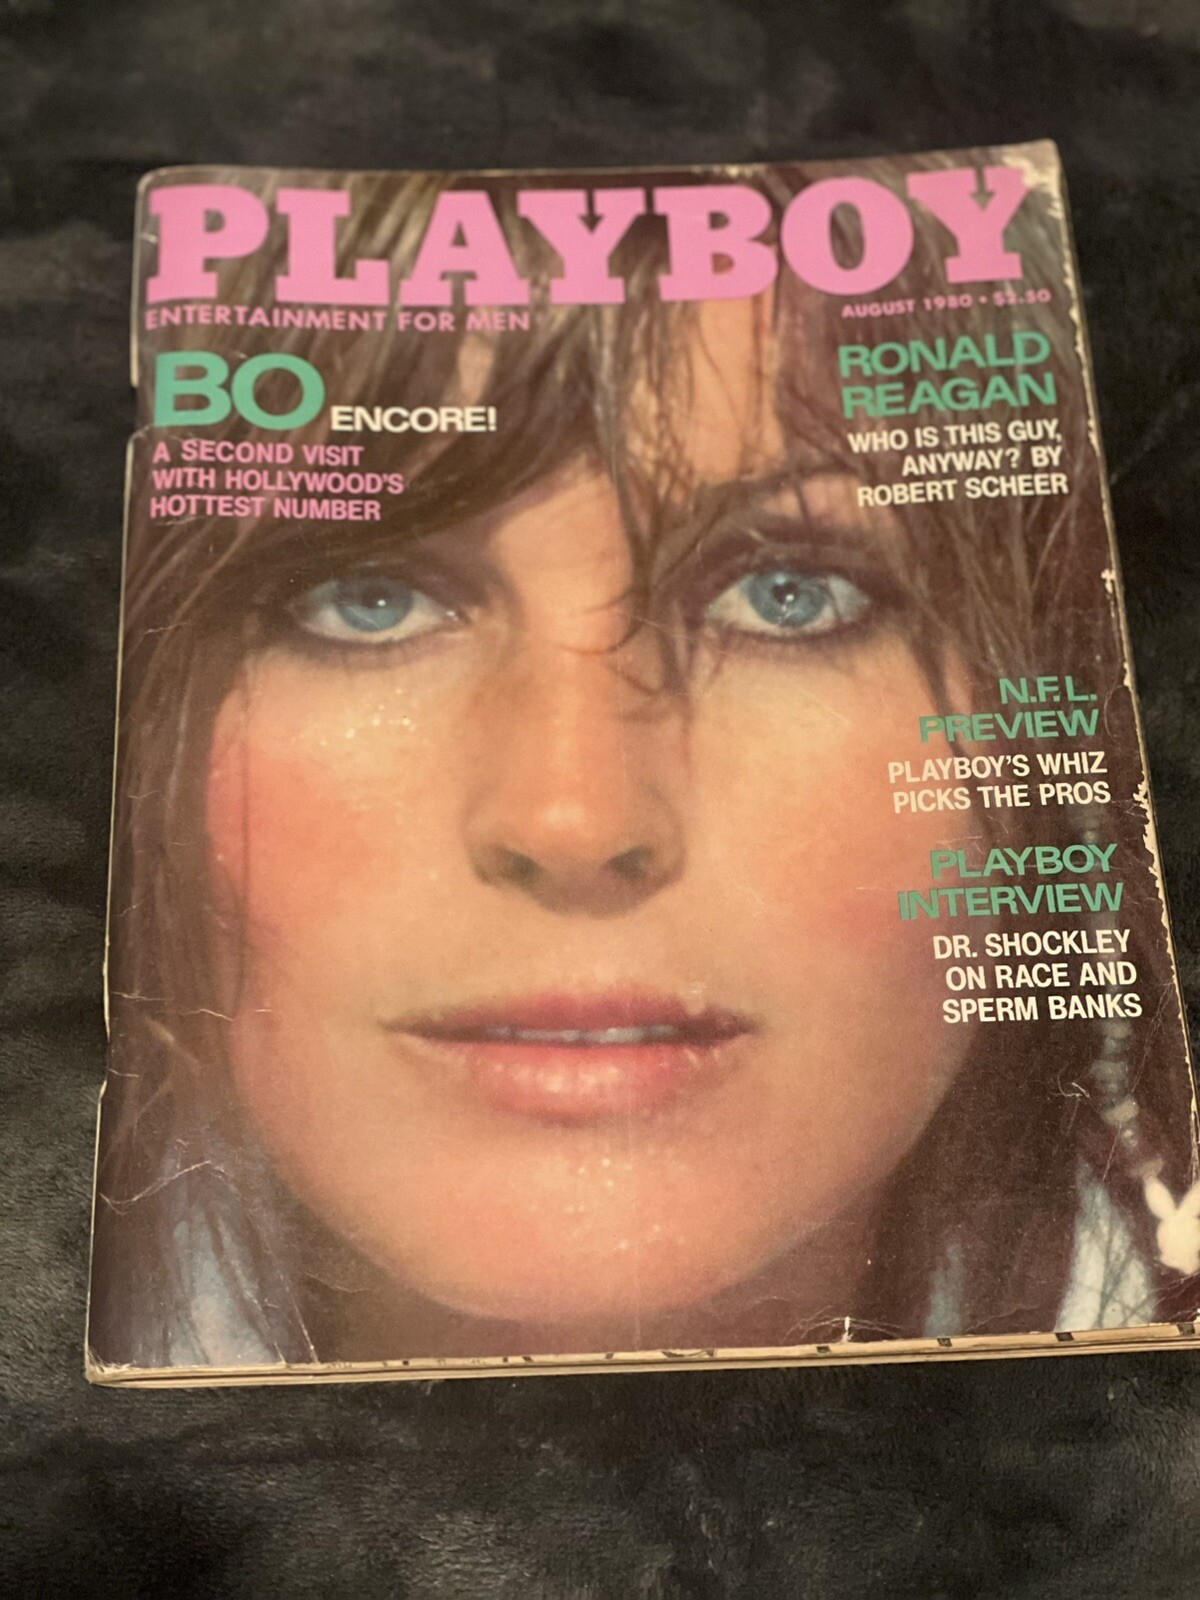 PLAYBOY
ENTERTAINMENT FOR MEN
AUGUST 1980 • $2.50
BO ENCORE!
A SECOND VISIT
WITH HOLLYWOOD'S
HOTTEST NUMBER
RONALD
REAGAN
WHO IS THIS GUY,
ANYWAY? BY
ROBERT SCHEER
N.F.L.
PREVIEW
PLAYBOY'S WHIZ
PICKS THE PROS
PLAYBOY
INTERVIEW
DR. SHOCKLEY
ON RACE AND
SPERM BANKS